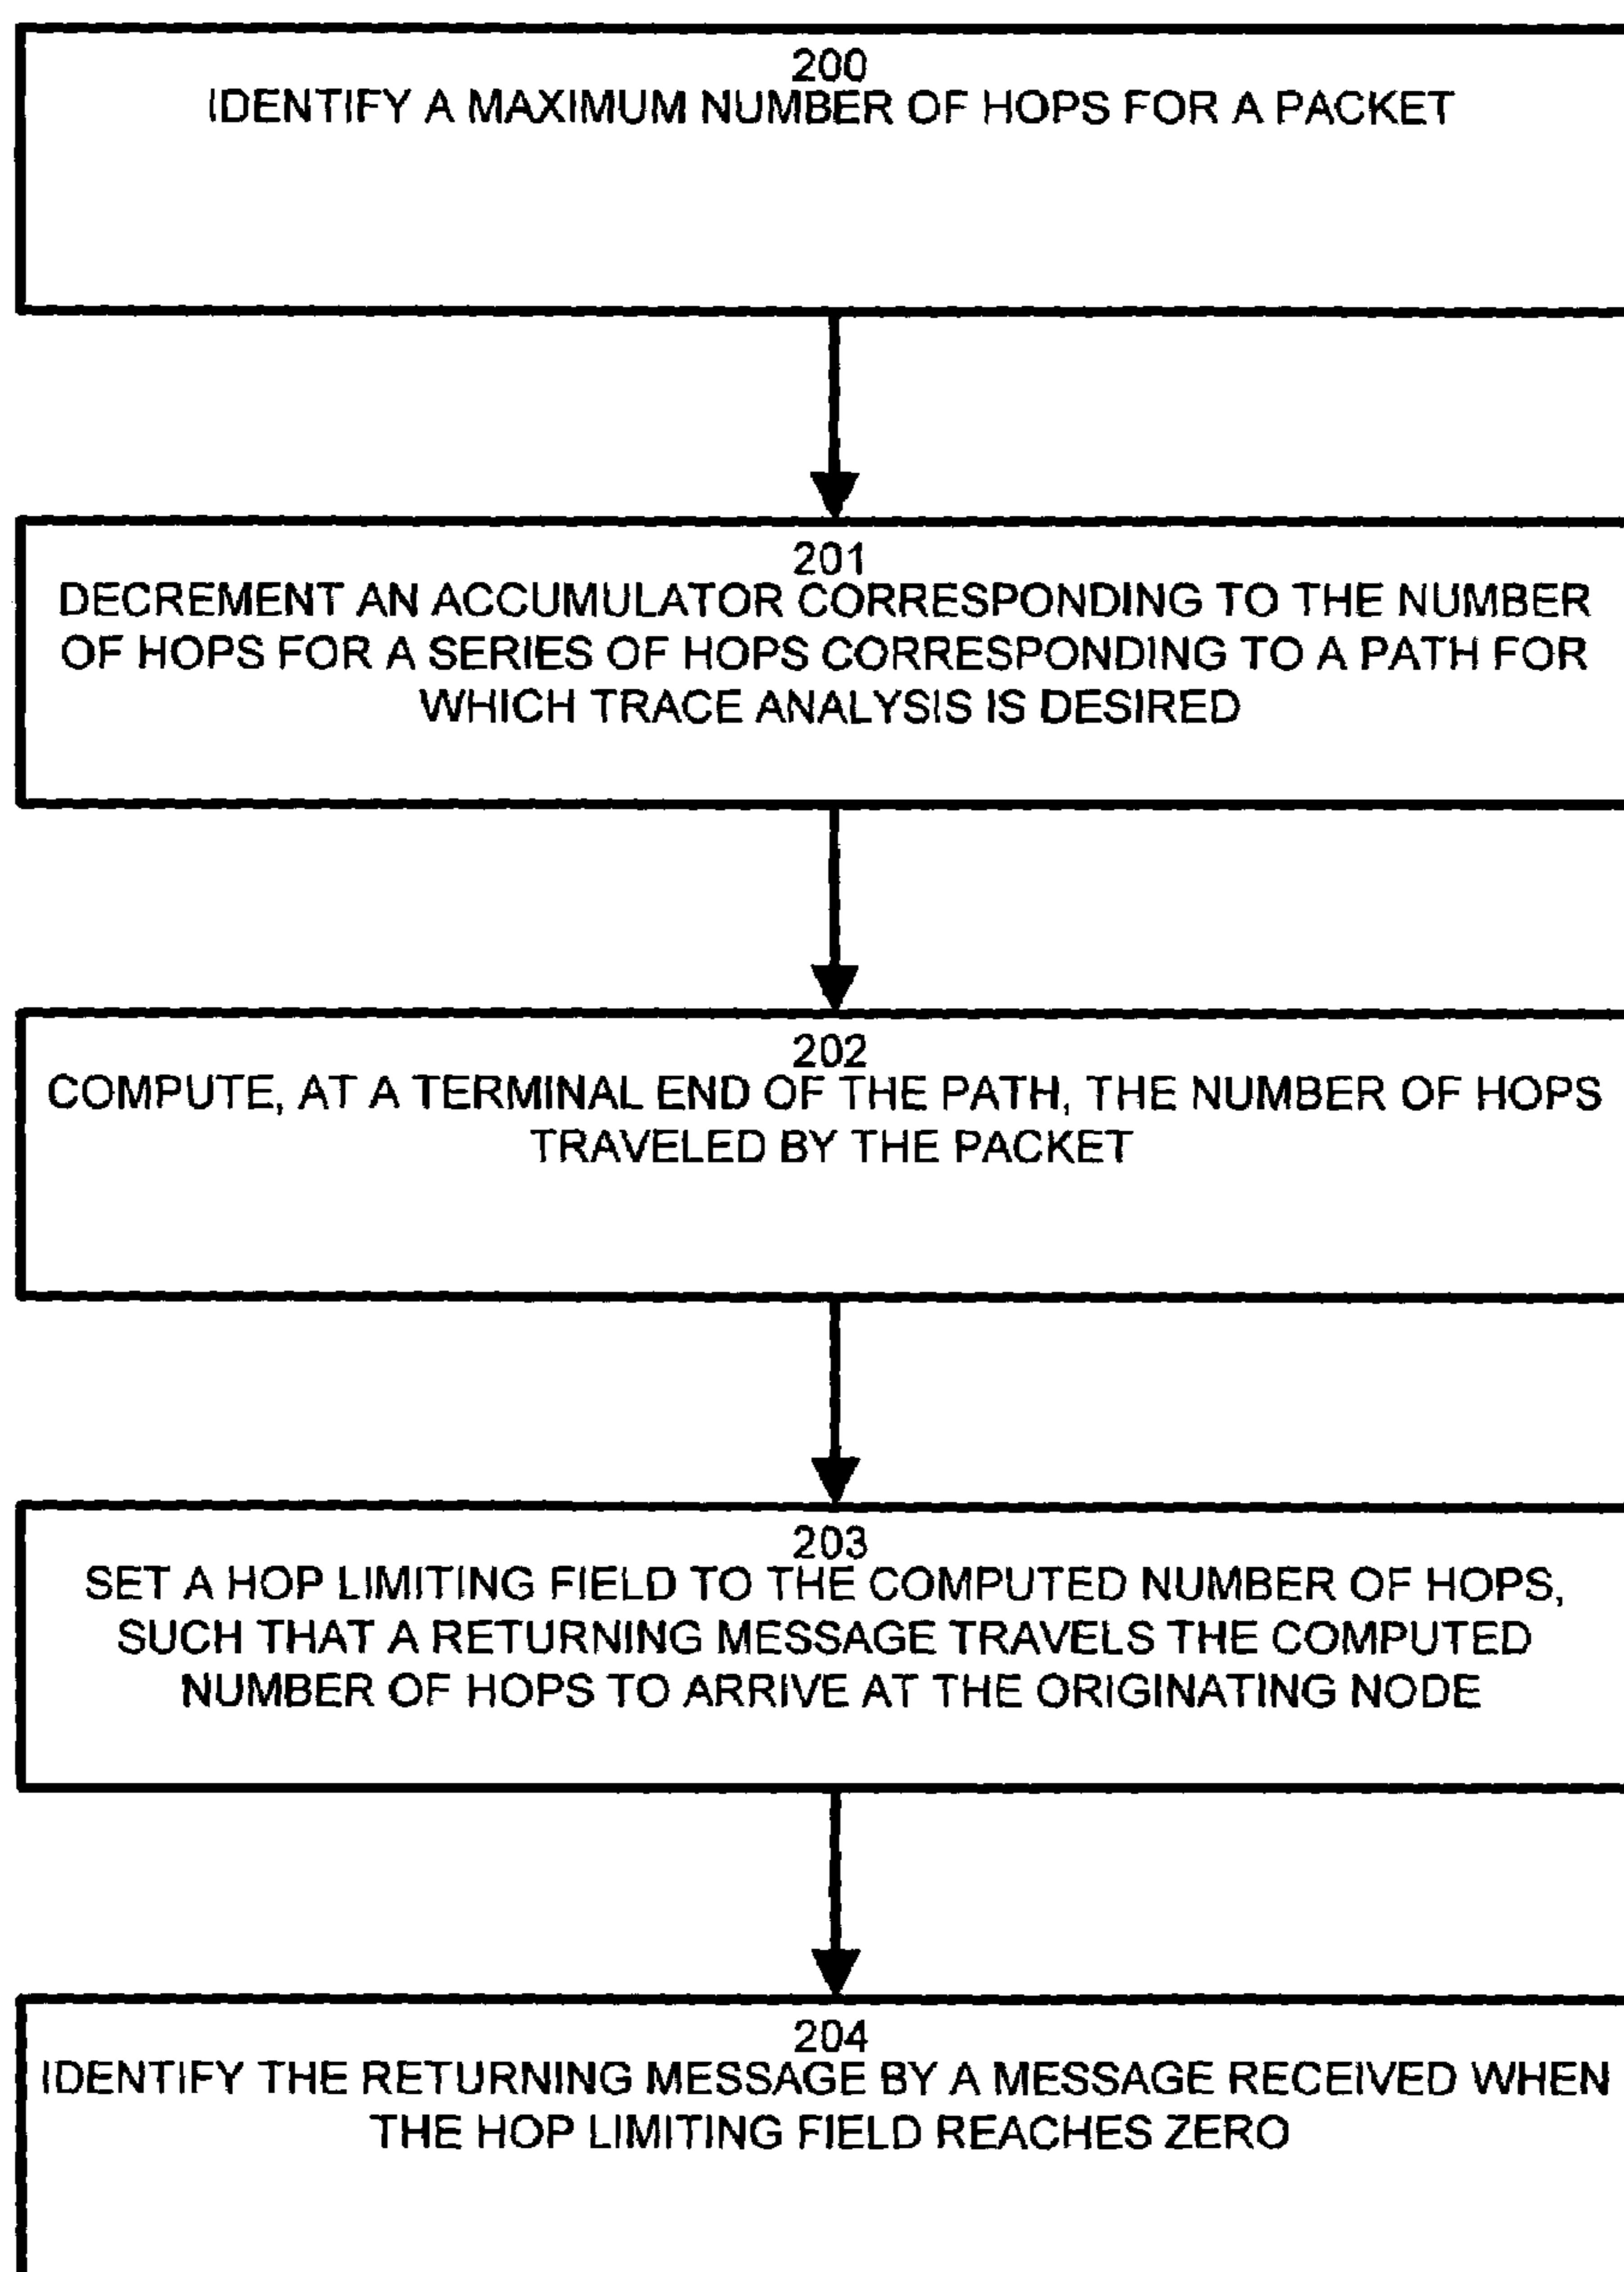 200
IDENTIFY A MAXIMUM NUMBER OF HOPS FOR A PACKET
201
DECREMENT AN ACCUMULATOR CORRESPONDING TO THE NUMBER
OF HOPS FOR A SERIES OF HOPS CORRESPONDING TO A PATH FOR
WHICH TRACE ANALYSIS IS DESIRED
202
COMPUTE, AT A TERMINAL END OF THE PATH, THE NUMBER OF HOPS
TRAVELED BY THE PACKET
203
SET A HOP LIMITING FIELD TO THE COMPUTED NUMBER OF HOPS,
SUCH THAT A RETURNING MESSAGE TRAVELS THE COMPUTED
NUMBER OF HOPS TO ARRIVE AT THE ORIGINATING NODE
204
IDENTIFY THE RETURNING MESSAGE BY A MESSAGE RECEIVED WHEN
THE HOP LIMITING FIELD REACHES ZERO